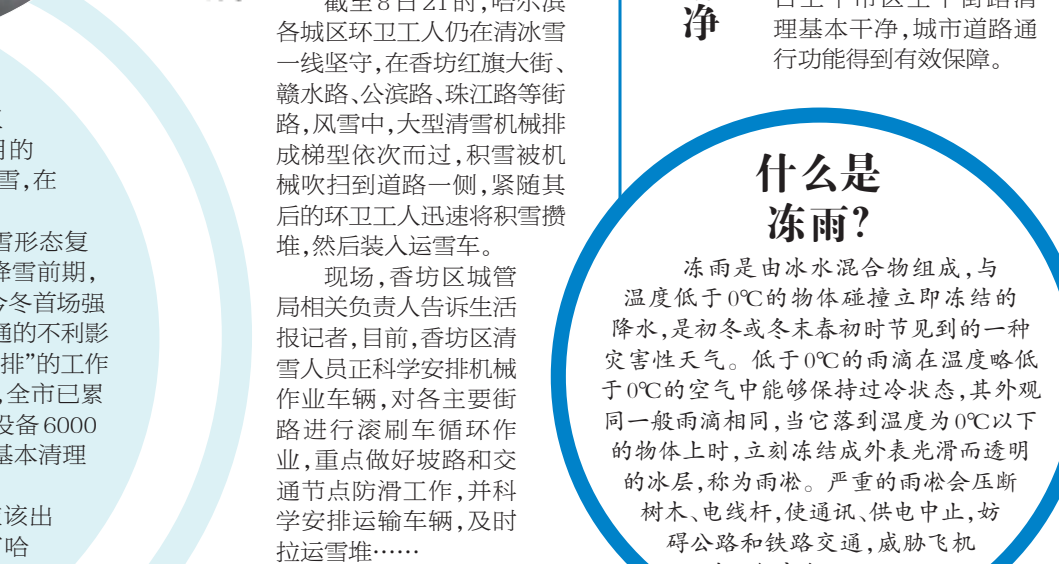 月的
雪,在
雪形态复
降雪前期,
今冬首场强
通的不利影
排”的工作
,全市已累
设备6000
基本清理
该出
哈
截至8日21时,哈尔滨
各城区环卫工人仍在清冰雪
一线坚守,在香坊红旗大街、
赣水路、公滨路、珠江路等街
路,风雪中,大型清雪机械排
成梯型依次而过,积雪被机
械吹扫到道路一侧,紧随其
后的环卫工人迅速将积雪攒
堆,然后装入运雪车。
现场,香坊区城管
局相关负责人告诉生活
报记者,目前,香坊区清
雪人员正科学安排机械
作业车辆,对各主要街
路进行滚刷车循环作
业,重点做好坡路和交
通节点防滑工作,并科
学安排运输车辆,及时
拉运雪堆……
净
日上午市区主干街路清
理基本干净,城市道路通
行功能得到有效保障。
什么是
冻雨?
冻雨是由冰水混合物组成,与
温度低于0℃的物体碰撞立即冻结的
降水,是初冬或冬末春初时节见到的一种
灾害性天气。低于0℃的雨滴在温度略低
于0℃的空气中能够保持过冷状态,其外观
同一般雨滴相同,当它落到温度为0℃以下
的物体上时,立刻冻结成外表光滑而透明
的冰层,称为雨凇。严重的雨凇会压断
树木、电线杆,使通讯、供电中止,妨
碍公路和铁路交通,威胁飞机